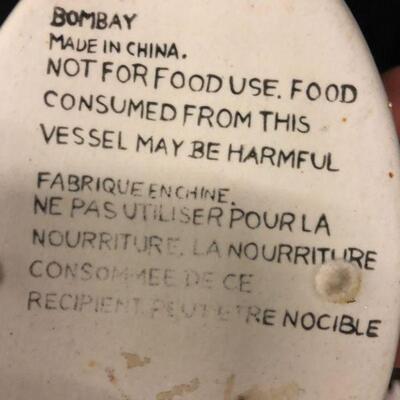 BOMBAY
MADE IN CHINA.
NOT FOR FOOD USE. FOOD
CONSUMED FROM THIS
VESSEL MAY BE HARMFUL
FABRIQUE EN CHINE.
NE PAS UTILISER POUR LA
NOURRITURE. LA NOURRITURE
CONSOMMEE DE CE
RECIPIENT PEUT ETRE NOCIBLE